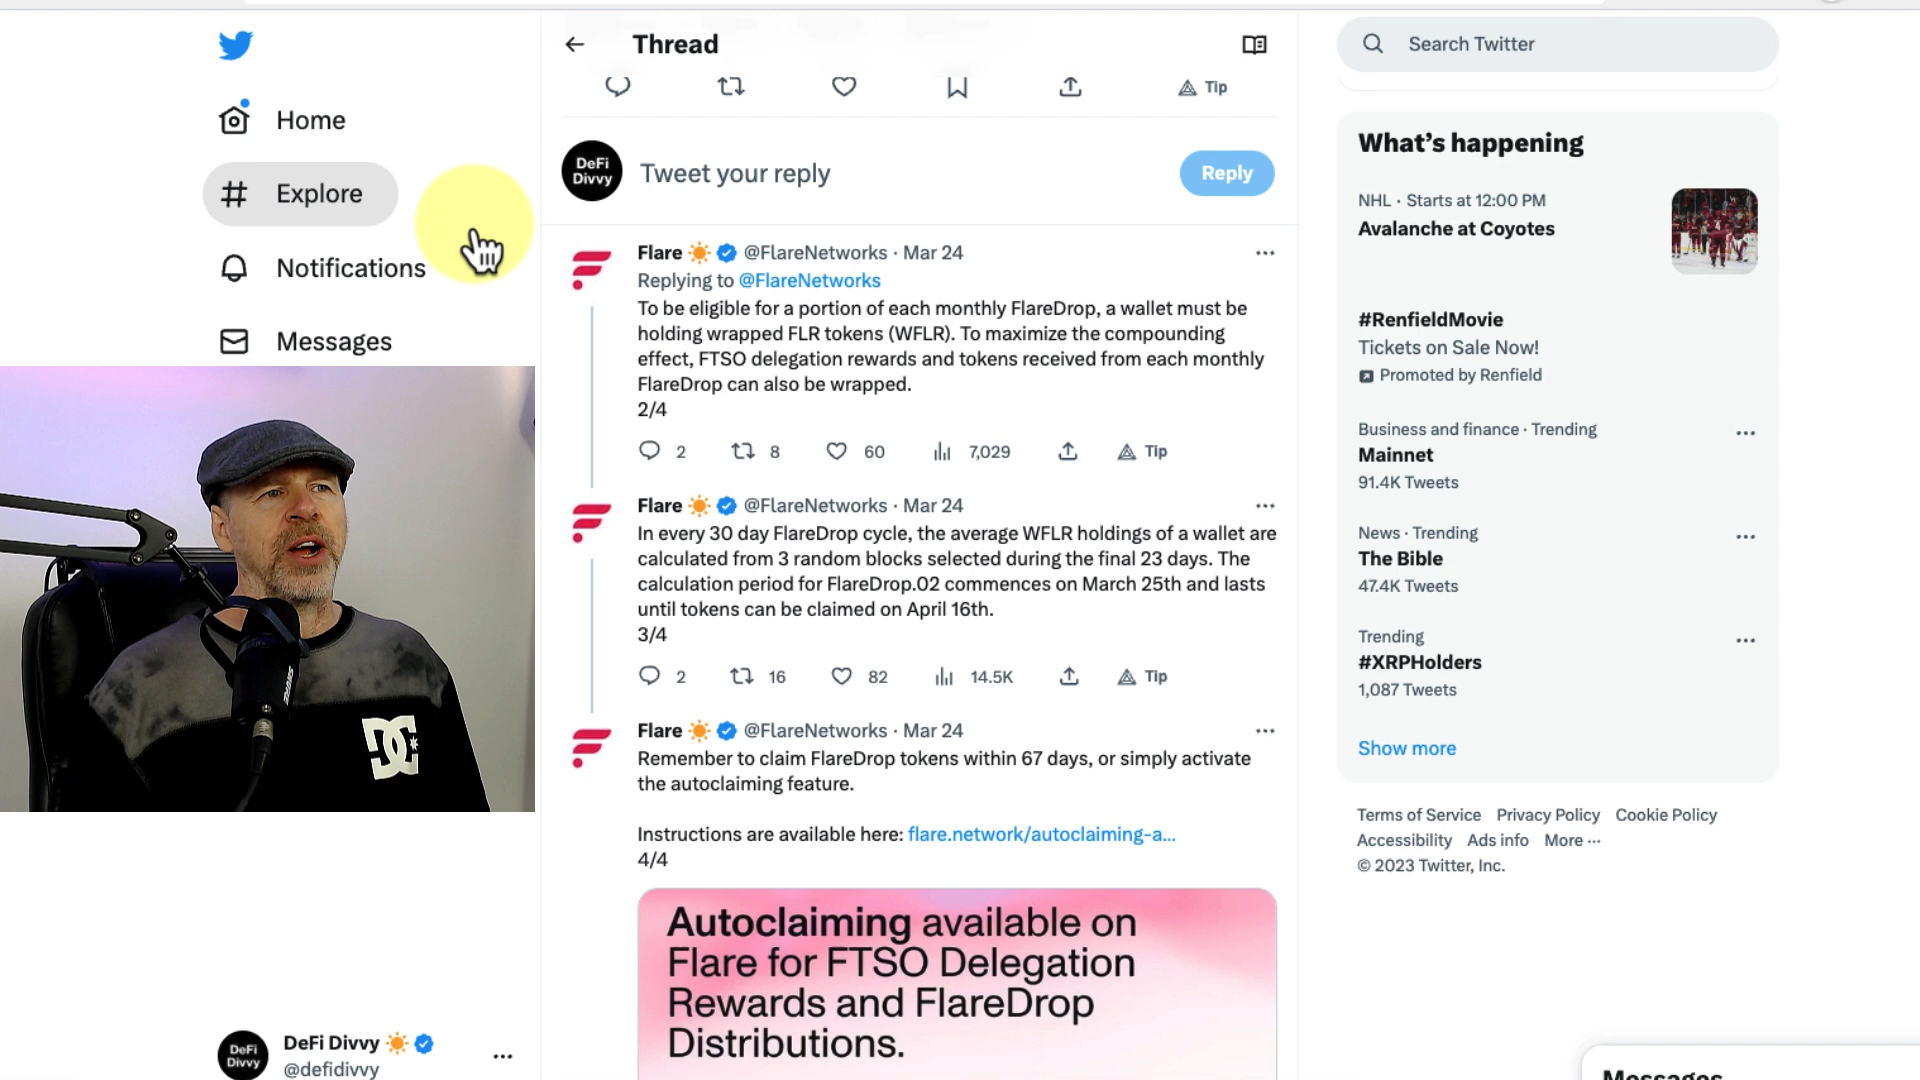 Thread
Search Twitter
Home
Tip
What's happening
DeFi
Divvy
Tweet your reply
Reply
Explore
NHL · Starts at 12:00 PM
Avalanche at Coyotes
Notifications
Flare @FlareNetworks · Mar 24
Replying to @FlareNetworks
To be eligible for a portion of each monthly FlareDrop, a wallet must be
holding wrapped FLR tokens (WFLR). To maximize the compounding
effect, FTSO delegation rewards and tokens received from each monthly
FlareDrop can also be wrapped.
2/4
2 8 60 7,029 Tip
Messages
#RenfieldMovie
Tickets on Sale Now!
Promoted by Renfield
Business and finance · Trending
Mainnet
91.4K Tweets
Flare @FlareNetworks · Mar 24
In every 30 day FlareDrop cycle, the average WFLR holdings of a wallet are
calculated from 3 random blocks selected during the final 23 days. The
calculation period for FlareDrop.02 commences on March 25th and lasts
until tokens can be claimed on April 16th.
3/4
2 16 82 14.5K Tip
News · Trending
The Bible
47.4K Tweets
Trending
#XRPHolders
1,087 Tweets
Show more
Flare @FlareNetworks · Mar 24
Remember to claim FlareDrop tokens within 67 days, or simply activate
the autoclaiming feature.
Instructions are available here: flare.network/autoclaiming-a...
4/4
Autoclaiming available on
Flare for FTSO Delegation
Rewards and FlareDrop
Distributions.
Terms of Service Privacy Policy Cookie Policy
Accessibility Ads info More ···
© 2023 Twitter, Inc.
DC
SHURE
DeFi
Divvy
DeFi Divvy
@defidivvy
Messages